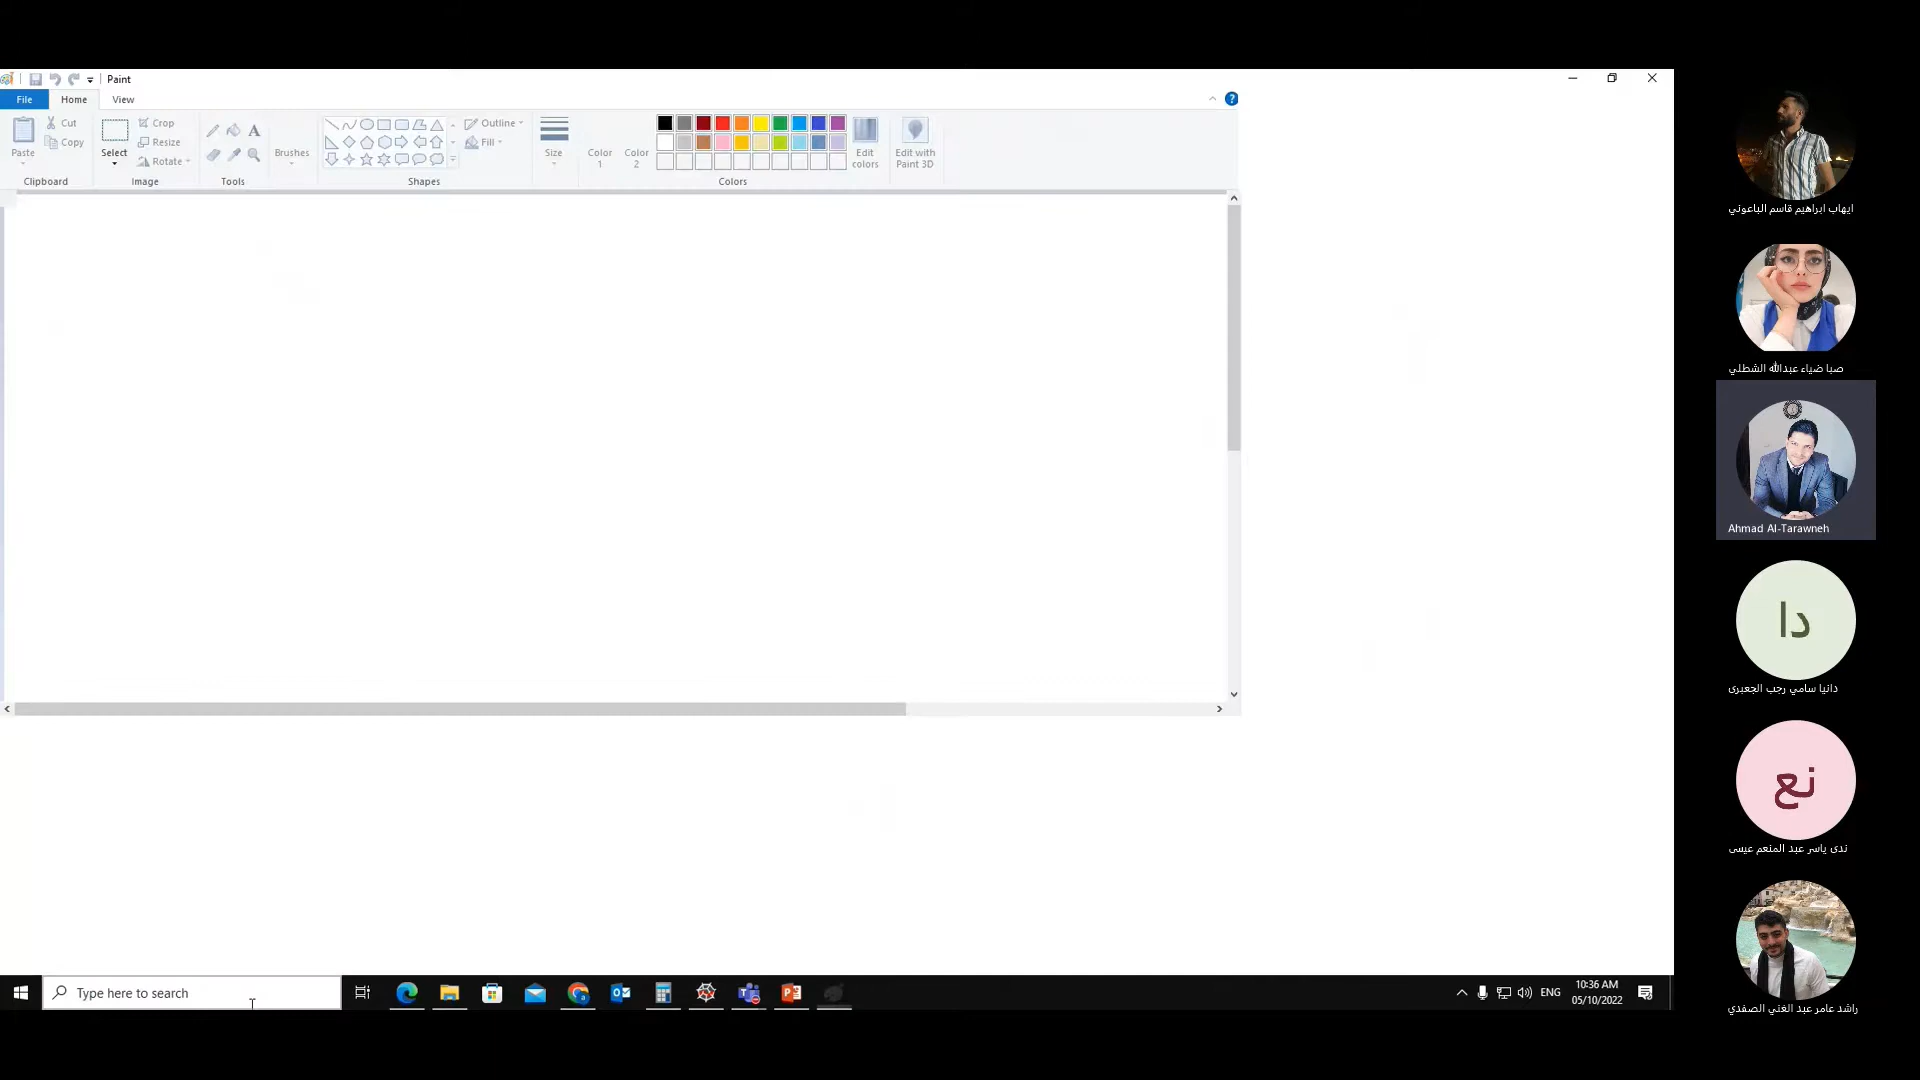 Paint
File Home View
Paste
Cut
Copy
Clipboard
Select
Crop
Resize
Rotate
Image
A
Tools
Brushes
Shapes
Outline
Fill
Size
Color 1
Color 2
Colors
Edit colors
Edit with Paint 3D
ايهاب ابراهيم قاسم الباعوني
صبا ضياء عبدالله الشطلي
Ahmad Al-Tarawneh
دا
دانيا سامي رجب الجعبرى
نع
ندى ياسر عبد المنعم عيسى
راشد عامر عبد الغني الصفدي
Type here to search
ENG
10:36 AM
05/10/2022